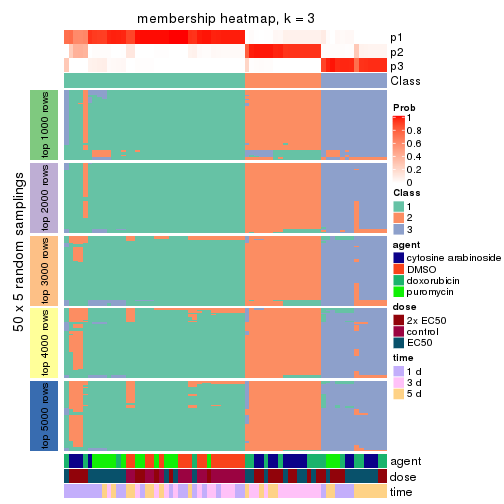 membership heatmap, k = 3
p1
p2
p3
Class
50 x 5 random samplings
top 1000 rows
top 2000 rows
top 3000 rows
top 4000 rows
top 5000 rows
agent
dose
time
Prob
1
0.8
0.6
0.4
0.2
0
Class
1
2
3
agent
cytosine arabinoside
DMSO
doxorubicin
puromycin
dose
2x EC50
control
EC50
time
1 d
3 d
5 d